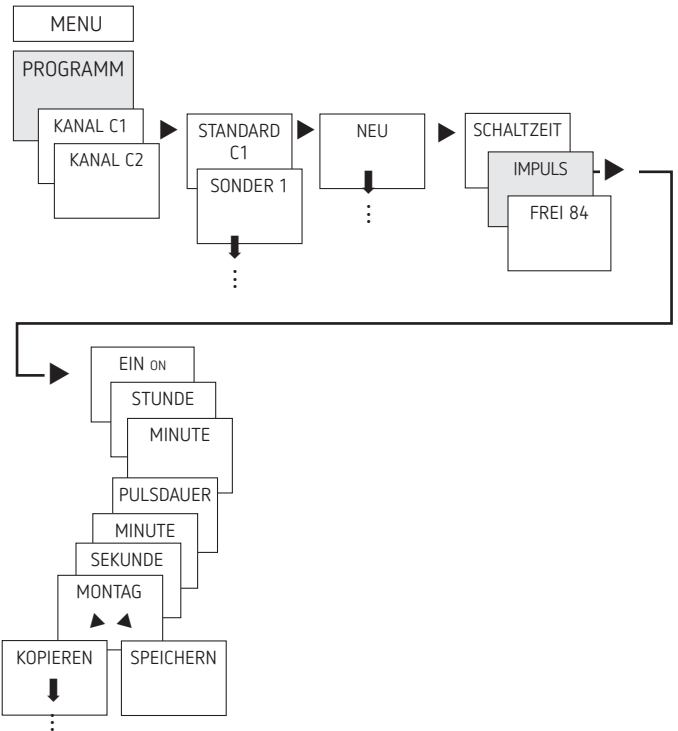 MENU
PROGRAMM
KANAL C1
KANAL C2
STANDARD
C1
SONDER 1
NEU
SCHALTZEIT
IMPULS
FREI 84
EIN ON
STUNDE
MINUTE
PULSDAUER
MINUTE
SEKUNDE
MONTAG
KOPIEREN
SPEICHERN